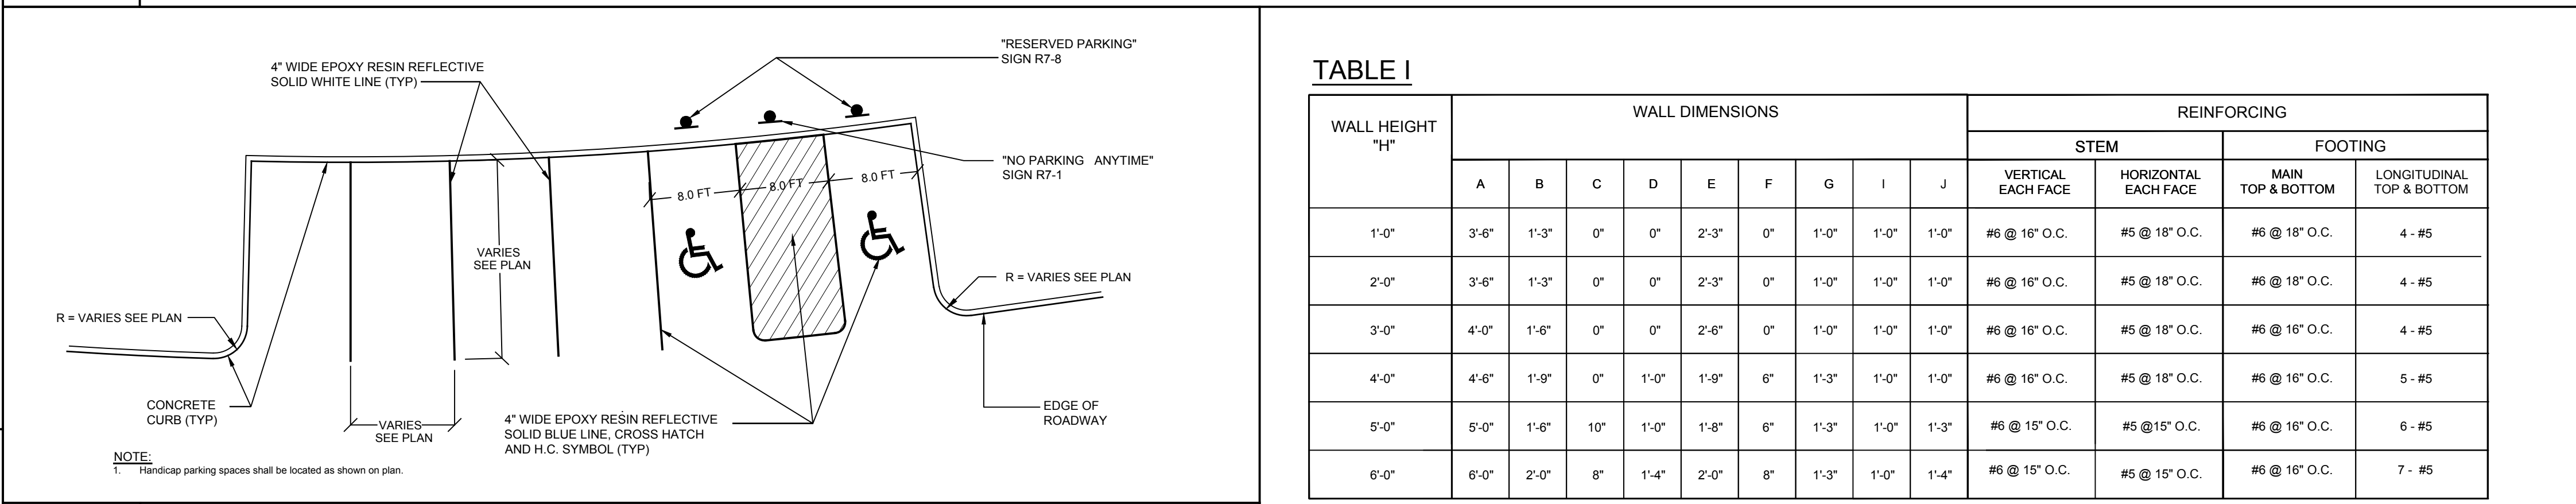 "RESERVED PARKING"
SIGN R7-8
4" WIDE EPOXY RESIN REFLECTIVE
SOLID WHITE LINE (TYP)
"NO PARKING ANYTIME"
SIGN R7-1
8.0 FT
8.0 FT
8.0 FT
VARIES
SEE PLAN
R = VARIES SEE PLAN
R = VARIES SEE PLAN
CONCRETE
CURB (TYP)
VARIES
SEE PLAN
4" WIDE EPOXY RESIN REFLECTIVE
SOLID BLUE LINE, CROSS HATCH
AND H.C. SYMBOL (TYP)
EDGE OF
ROADWAY
NOTE:
1. Handicap parking spaces shall be located as shown on plan.
TABLE I
WALL HEIGHT
"H"
WALL DIMENSIONS
REINFORCING
STEM
FOOTING
A B C D E F G I J
VERTICAL
EACH FACE
HORIZONTAL
EACH FACE
MAIN
TOP & BOTTOM
LONGITUDINAL
TOP & BOTTOM
1'-0" 3'-6" 1'-3" 0" 0" 2'-3" 0" 1'-0" 1'-0" 1'-0" #6 @ 16" O.C. #5 @ 18" O.C. #6 @ 18" O.C. 4 - #5
2'-0" 3'-6" 1'-3" 0" 0" 2'-3" 0" 1'-0" 1'-0" 1'-0" #6 @ 16" O.C. #5 @ 18" O.C. #6 @ 18" O.C. 4 - #5
3'-0" 4'-0" 1'-6" 0" 0" 2'-6" 0" 1'-0" 1'-0" 1'-0" #6 @ 16" O.C. #5 @ 18" O.C. #6 @ 16" O.C. 4 - #5
4'-0" 4'-6" 1'-9" 0" 1'-0" 1'-9" 6" 1'-3" 1'-0" 1'-0" #6 @ 16" O.C. #5 @ 18" O.C. #6 @ 16" O.C. 5 - #5
5'-0" 5'-0" 1'-6" 10" 1'-0" 1'-8" 6" 1'-3" 1'-0" 1'-3" #6 @ 15" O.C. #5 @15" O.C. #6 @ 16" O.C. 6 - #5
6'-0" 6'-0" 2'-0" 8" 1'-4" 2'-0" 8" 1'-3" 1'-0" 1'-4" #6 @ 15" O.C. #5 @ 15" O.C. #6 @ 16" O.C. 7 - #5